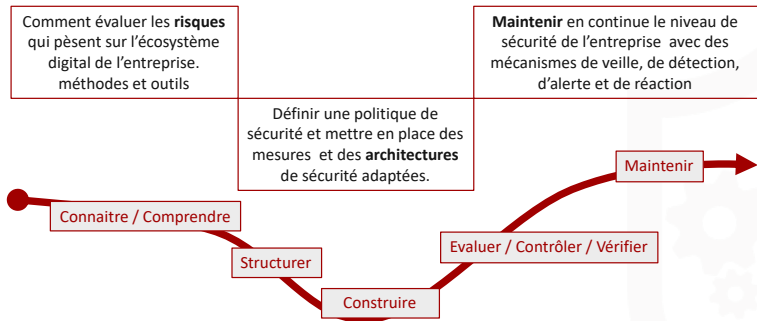 Comment évaluer les risques
qui pèsent sur l'écosystème
digital de l'entreprise.
méthodes et outils
Maintenir en continue le niveau de
sécurité de l'entreprise avec des
mécanismes de veille, de détection,
d'alerte et de réaction
Définir une politique de
sécurité et mettre en place des
mesures et des architectures
de sécurité adaptées.
Connaitre / Comprendre
Structurer
Construire
Evaluer / Contrôler / Vérifier
Maintenir